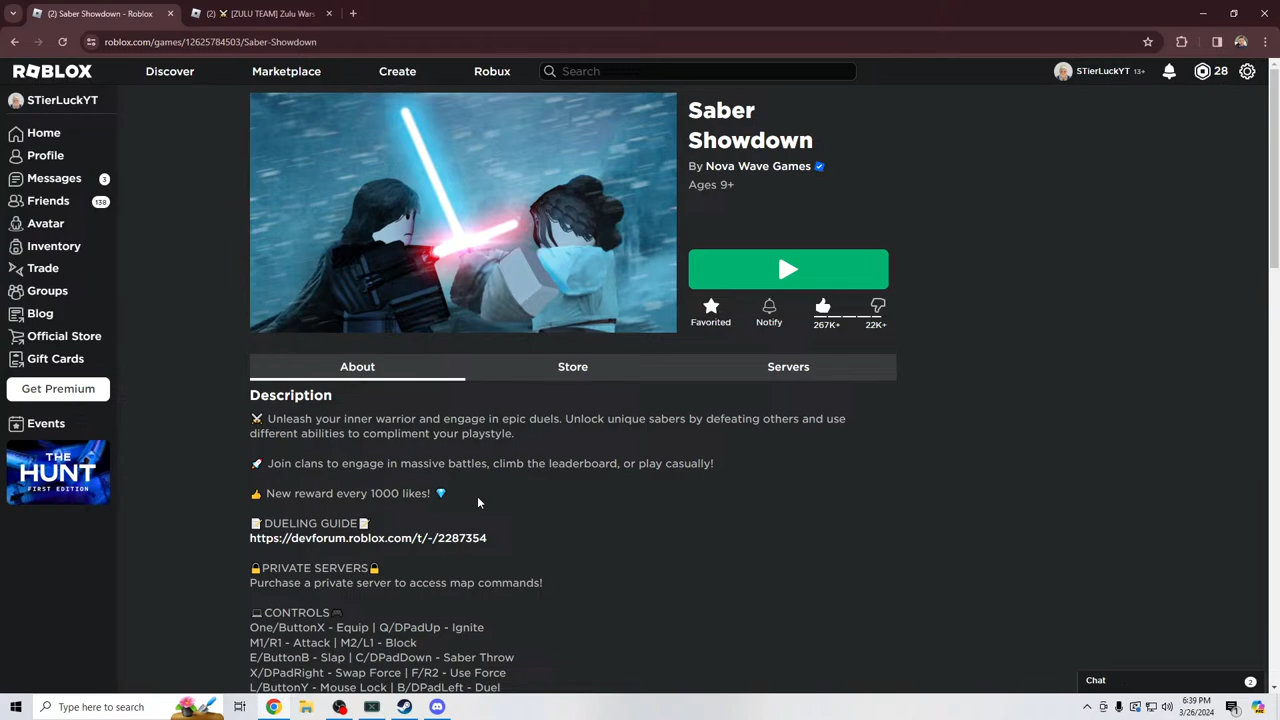 Saber Showdown - Roblox
(2) ⚔ [ZULU TEAM] Zulu Wars
roblox.com/games/12625784503/Saber-Showdown
ROBLOX
Discover
Marketplace
Create
Robux
Search
STierLuckYT 13+
28
STierLuckYT
Home
Profile
Messages 3
Friends 138
Avatar
Inventory
Trade
Groups
Blog
Official Store
Gift Cards
Get Premium
Events
THE
HUNT
FIRST EDITION
Saber
Showdown
By Nova Wave Games
Ages 9+
Favorited
Notify
267K+
22K+
About
Store
Servers
Description
⚔ Unleash your inner warrior and engage in epic duels. Unlock unique sabers by defeating others and use
different abilities to compliment your playstyle.
🚀 Join clans to engage in massive battles, climb the leaderboard, or play casually!
👍 New reward every 1000 likes! 💎
📝DUELING GUIDE📝
https://devforum.roblox.com/t/-/2287354
🔒PRIVATE SERVERS🔒
Purchase a private server to access map commands!
💻CONTROLS🎮
One/ButtonX - Equip | Q/DPadUp - Ignite
M1/R1 - Attack | M2/L1 - Block
E/ButtonB - Slap | C/DPadDown - Saber Throw
X/DPadRight - Swap Force | F/R2 - Use Force
L/ButtonY - Mouse Lock | B/DPadLeft - Duel
Chat
2
Type here to search
6:39 PM
3/26/2024